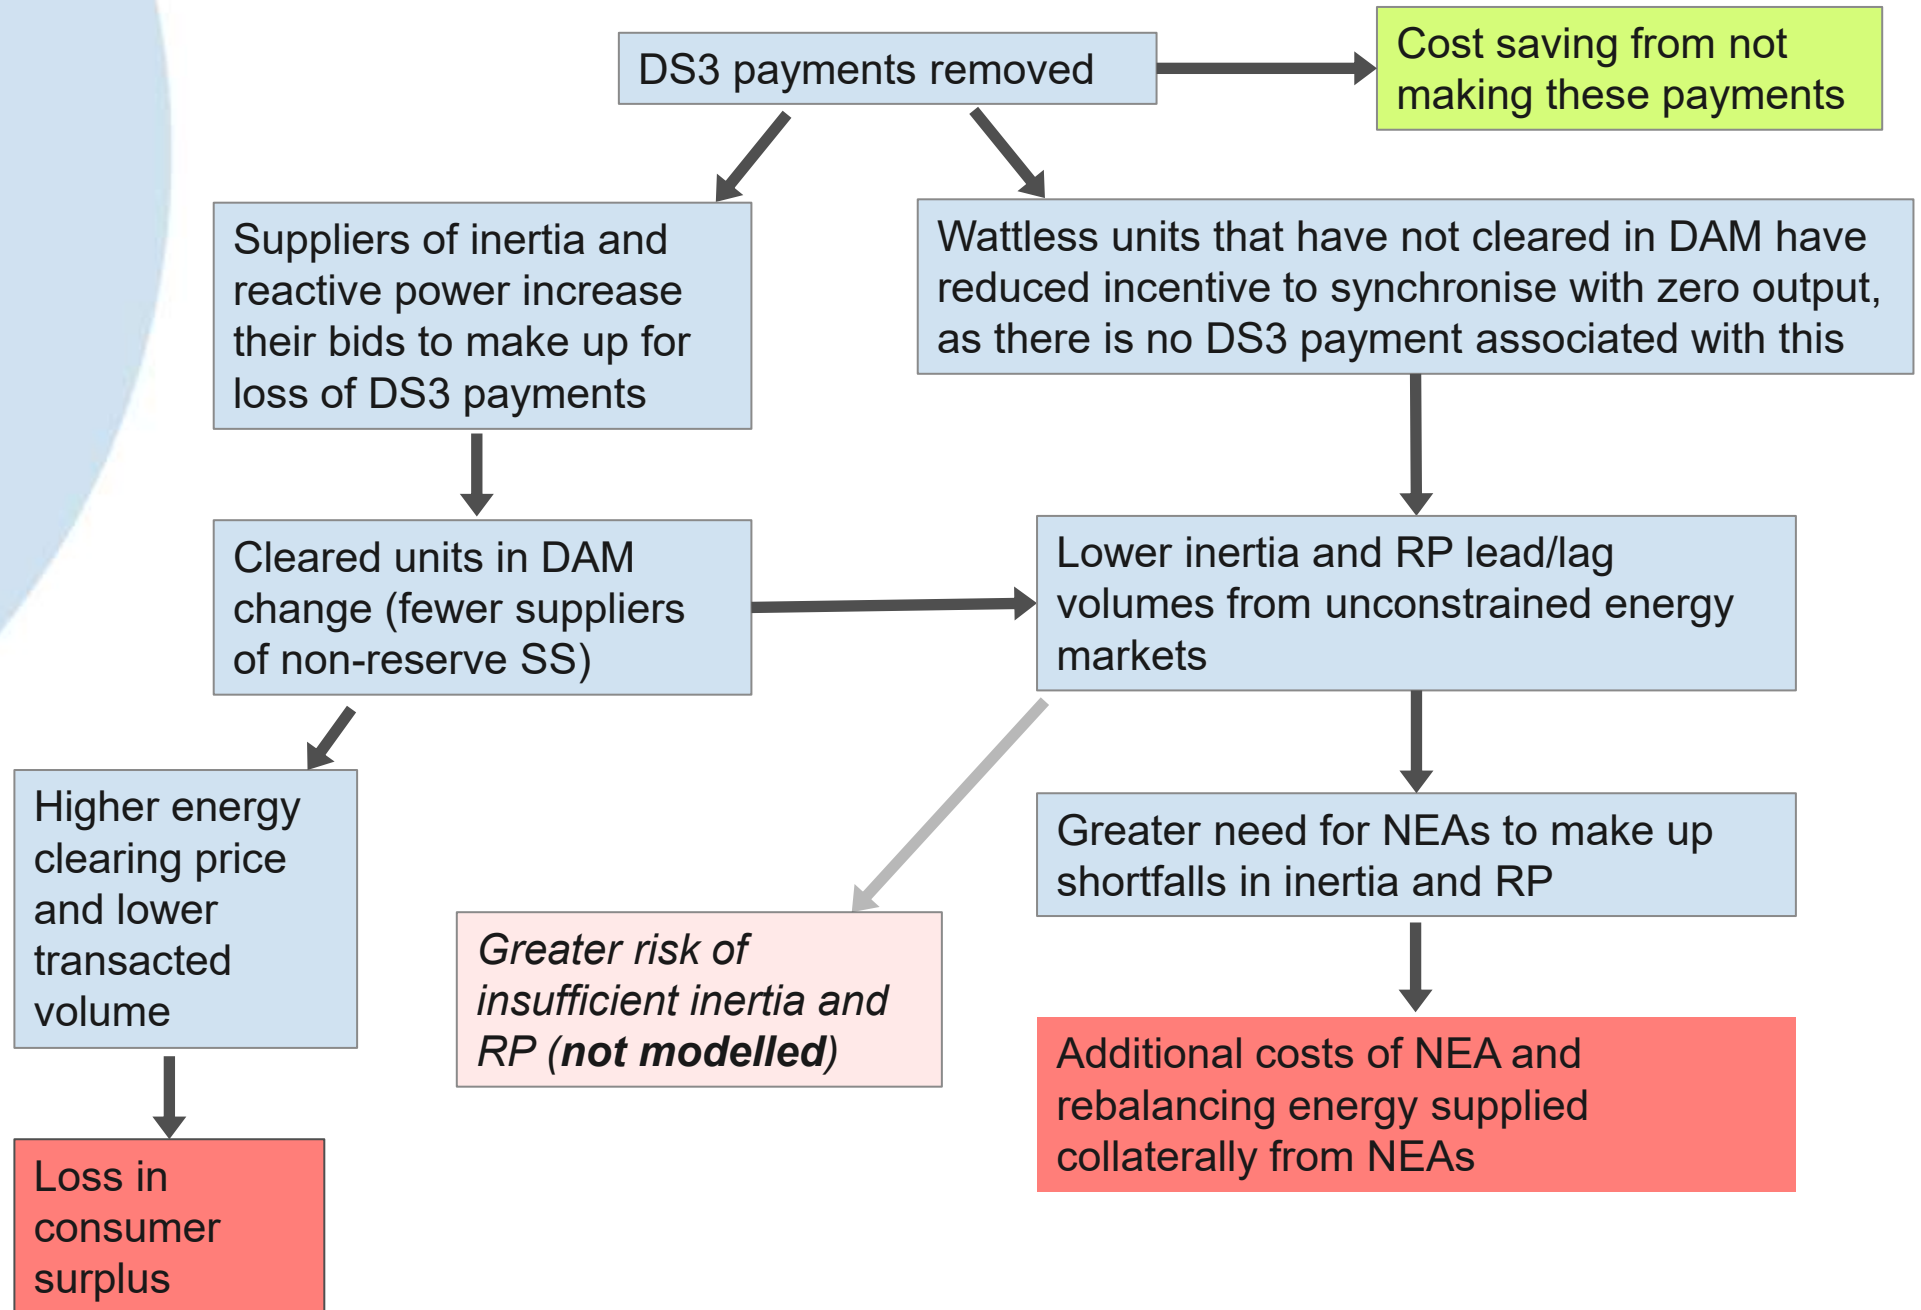 DS3 payments removed
Cost saving from not
making these payments
Suppliers of inertia and
reactive power increase
their bids to make up for
loss of DS3 payments
Wattless units that have not cleared in DAM have
reduced incentive to synchronise with zero output,
as there is no DS3 payment associated with this
Cleared units in DAM
change (fewer suppliers
of non-reserve SS)
Lower inertia and RP lead/lag
volumes from unconstrained energy
markets
Higher energy
clearing price
and lower
transacted
volume
Greater need for NEAs to make up
shortfalls in inertia and RP
Greater risk of
insufficient inertia and
RP (not modelled)
Additional costs of NEA and
rebalancing energy supplied
collaterally from NEAs
Loss in
consumer
surplus